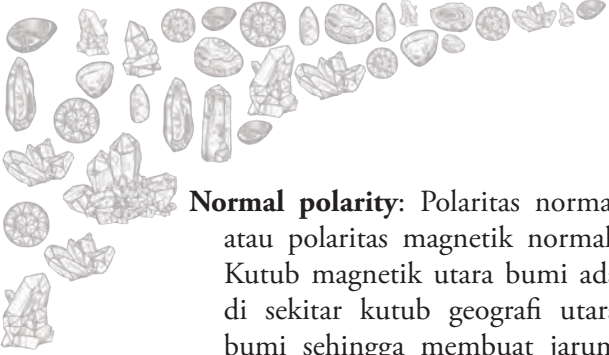 Normal polarity: Polaritas norma
atau polaritas magnetik normal
Kutub magnetik utara bumi ada
di sekitar kutub geografi utara
bumi sehingga membuat jarum